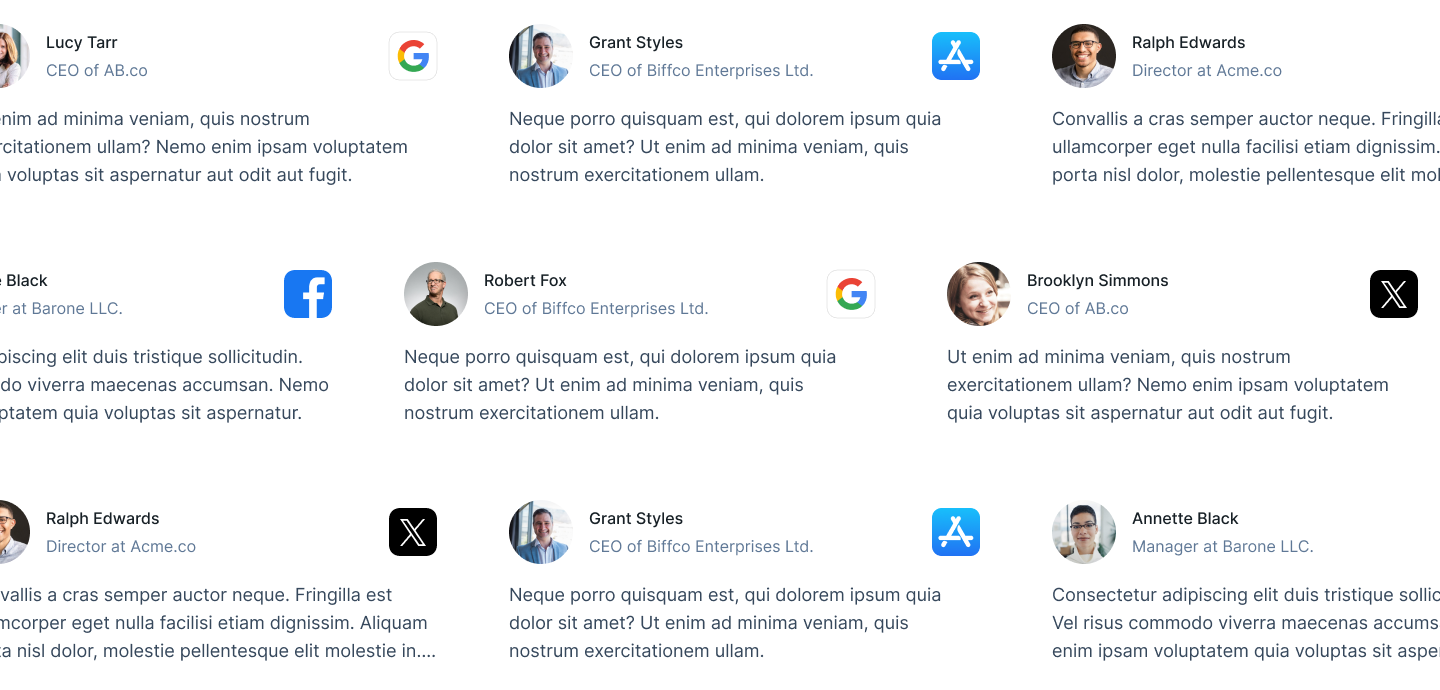 Lucy Tarr
CEO of AB.co
enim ad minima veniam, quis nostrum
rcitationem ullam? Nemo enim ipsam voluptatem
voluptas sit aspernatur aut odit aut fugit.
Grant Styles
CEO of Biffco Enterprises Ltd.
Neque porro quisquam est, qui dolorem ipsum quia
dolor sit amet? Ut enim ad minima veniam, quis
nostrum exercitationem ullam.
Ralph Edwards
Director at Acme.co
Convallis a cras semper auctor neque. Fringilla
ullamcorper eget nulla facilisi etiam dignissim.
porta nisl dolor, molestie pellentesque elit mol
Black
r at Barone LLC.
piscing elit duis tristique sollicitudin.
do viverra maecenas accumsan. Nemo
ptatem quia voluptas sit aspernatur.
Robert Fox
CEO of Biffco Enterprises Ltd.
Neque porro quisquam est, qui dolorem ipsum quia
dolor sit amet? Ut enim ad minima veniam, quis
nostrum exercitationem ullam.
Brooklyn Simmons
CEO of AB.co
Ut enim ad minima veniam, quis nostrum
exercitationem ullam? Nemo enim ipsam voluptatem
quia voluptas sit aspernatur aut odit aut fugit.
Ralph Edwards
Director at Acme.co
vallis a cras semper auctor neque. Fringilla est
mcorper eget nulla facilisi etiam dignissim. Aliquam
ta nisl dolor, molestie pellentesque elit molestie in....
Grant Styles
CEO of Biffco Enterprises Ltd.
Neque porro quisquam est, qui dolorem ipsum quia
dolor sit amet? Ut enim ad minima veniam, quis
nostrum exercitationem ullam.
Annette Black
Manager at Barone LLC.
Consectetur adipiscing elit duis tristique sollic
Vel risus commodo viverra maecenas accums
enim ipsam voluptatem quia voluptas sit asper